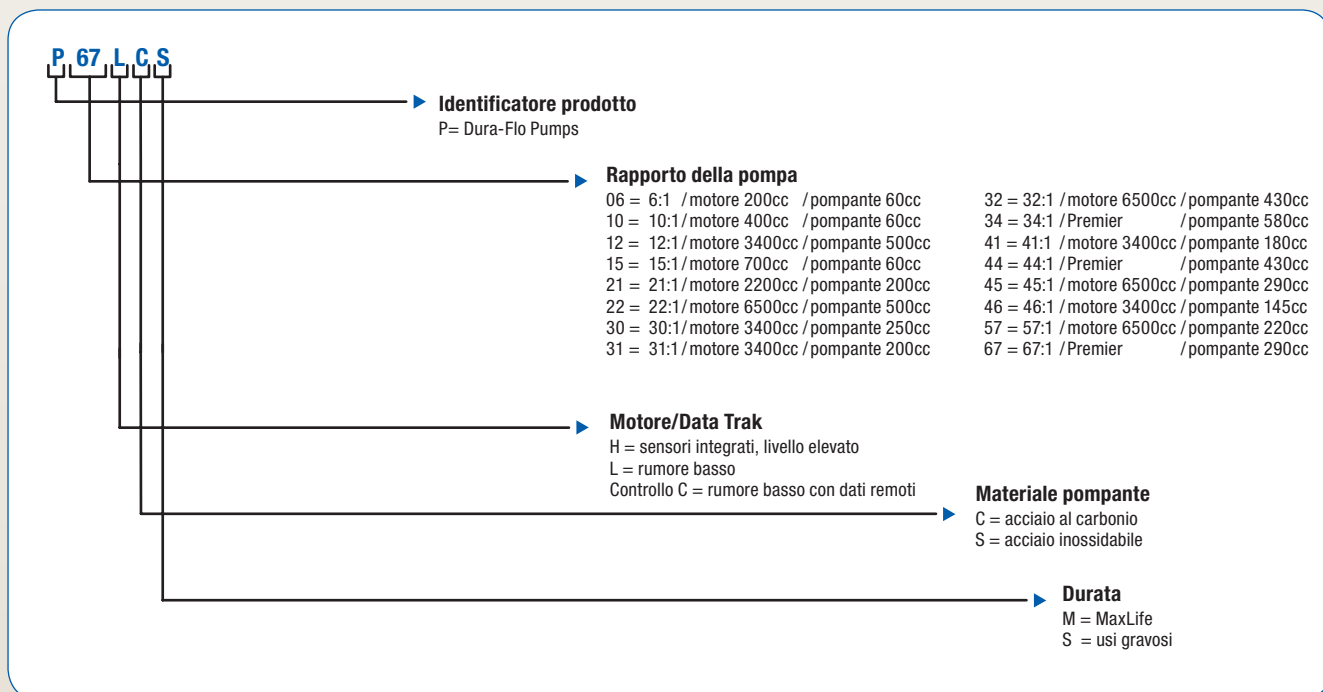 P 67 L C S
Identificatore prodotto
P= Dura-Flo Pumps
Rapporto della pompa
06 = 6:1 /motore 200cc /pompante 60cc
10 = 10:1/motore 400cc /pompante 60cc
12 = 12:1/motore 3400cc /pompante 500cc
15 = 15:1/motore 700cc /pompante 60cc
21 = 21:1/motore 2200cc /pompante 200cc
22 = 22:1/motore 6500cc /pompante 500cc
30 = 30:1/motore 3400cc /pompante 250cc
31 = 31:1/motore 3400cc /pompante 200cc
32 = 32:1 /motore 6500cc /pompante 430cc
34 = 34:1 /Premier /pompante 580cc
41 = 41:1 /motore 3400cc /pompante 180cc
44 = 44:1 /Premier /pompante 430cc
45 = 45:1 /motore 6500cc /pompante 290cc
46 = 46:1 /motore 3400cc /pompante 145cc
57 = 57:1 /motore 6500cc /pompante 220cc
67 = 67:1 /Premier /pompante 290cc
Motore/Data Trak
H = sensori integrati, livello elevato
L = rumore basso
Controllo C = rumore basso con dati remoti
Materiale pompante
C = acciaio al carbonio
S = acciaio inossidabile
Durata
M = MaxLife
S = usi gravosi